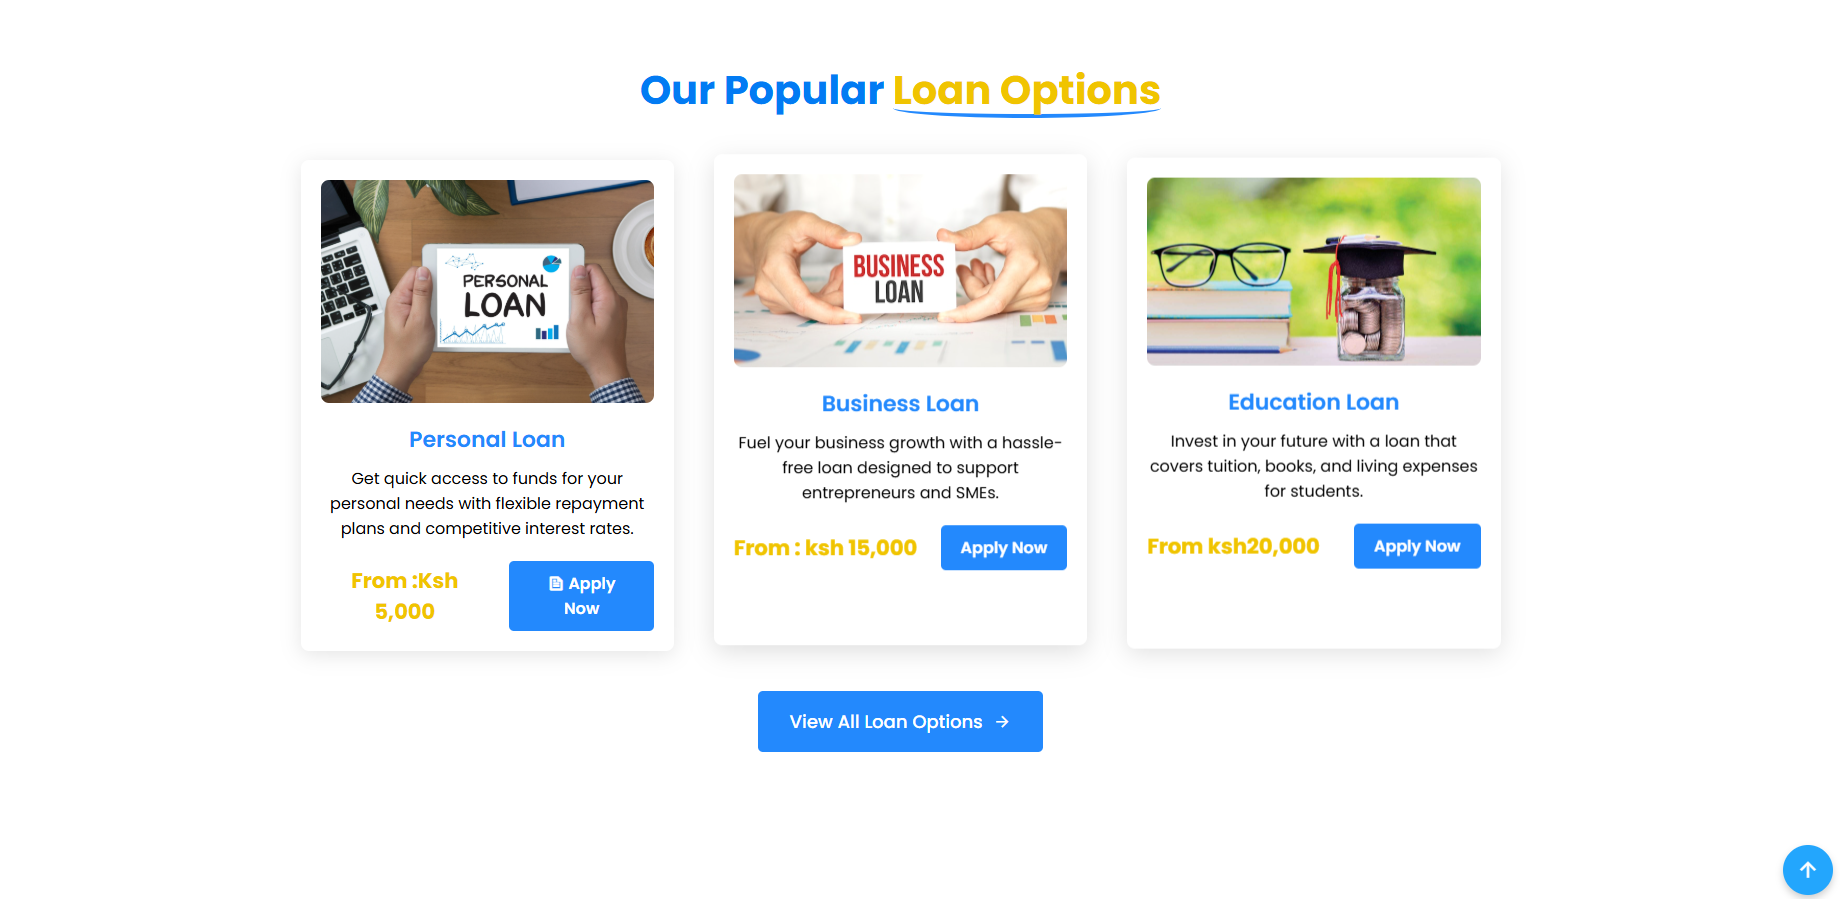 Our Popular Loan Options
PERSONAL
LOAN
Personal Loan
Get quick access to funds for your
personal needs with flexible repayment
plans and competitive interest rates.
From :Ksh
5,000
Apply
Now
BUSINESS
LOAN
Business Loan
Fuel your business growth with a hassle-
free loan designed to support
entrepreneurs and SMEs.
From : ksh 15,000
Apply Now
Education Loan
Invest in your future with a loan that
covers tuition, books, and living expenses
for students.
From ksh20,000
Apply Now
View All Loan Options